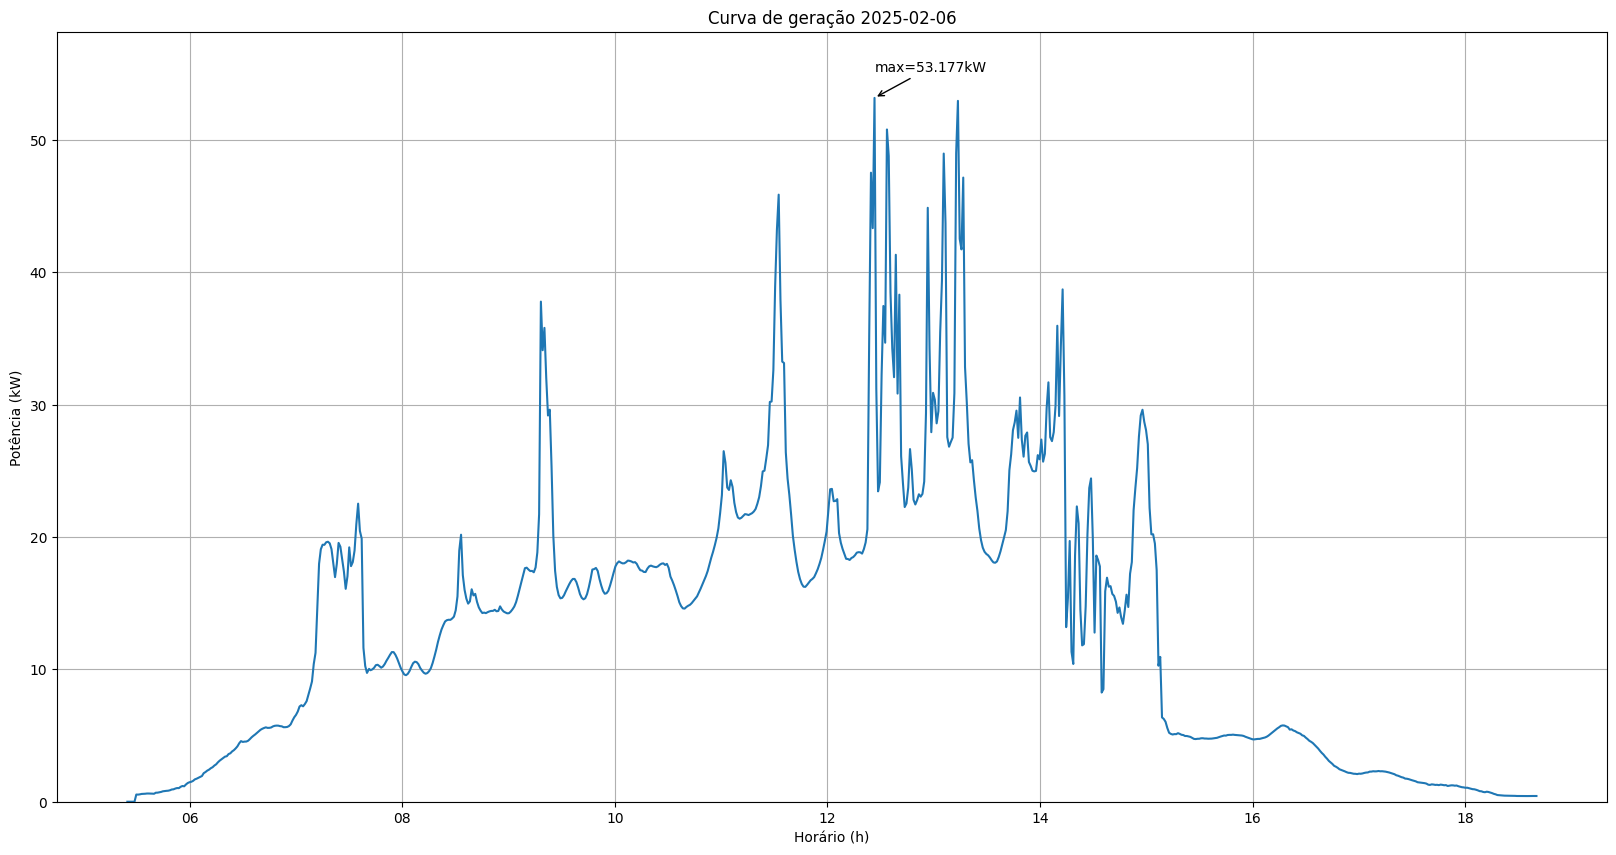 Curva de geração 2025-02-06
max=53.177kW
50
40
30
20
10
0
Potência (kW)
06 08 10 12 14 16 18
Horário (h)